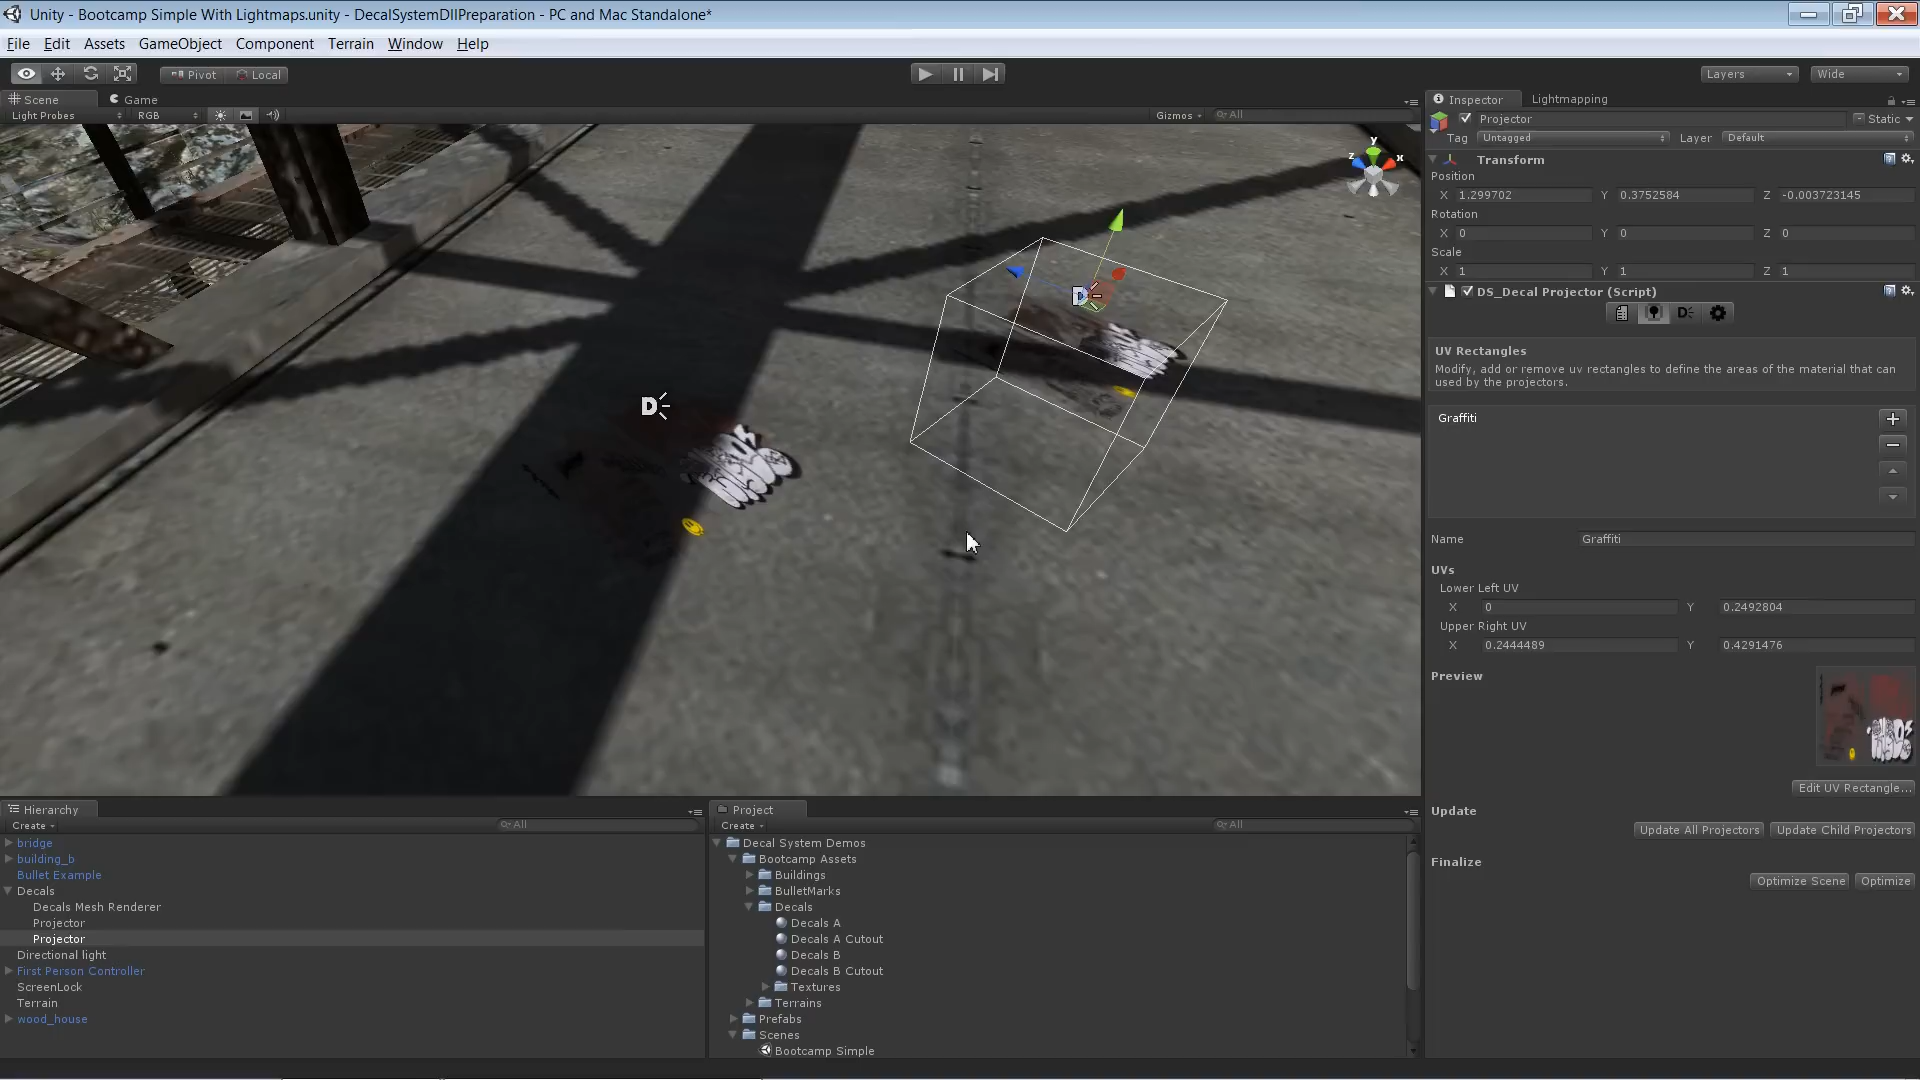 Unity - Bootcamp Simple With Lightmaps.unity - DecalSystemDllPreparation - PC and Mac Standalone*
File Edit Assets GameObject Component Terrain Window Help
Pivot Local Layers Wide
Scene Game
Light Probes RGB Gizmos All
Inspector Lightmapping
Projector Static
Tag Untagged Layer Default
Transform
Position
X 1.299702 Y 0.3752584 Z -0.003723145
Rotation
X 0 Y 0 Z 0
Scale
X 1 Y 1 Z 1
DS_Decal Projector (Script)
UV Rectangles
Modify, add or remove uv rectangles to define the areas of the material that can
used by the projectors.
Graffiti
Name Graffiti
UVs
Lower Left UV
X 0 Y 0.2492804
Upper Right UV
X 0.2444489 Y 0.4291476
Preview
Edit UV Rectangle...
Update
Update All Projectors Update Child Projectors
Finalize
Optimize Scene Optimize
y
z x
D
D
Hierarchy
Create All
bridge
building_b
Bullet Example
Decals
Decals Mesh Renderer
Projector
Projector
Directional light
First Person Controller
ScreenLock
Terrain
wood_house
Project
Create All
Decal System Demos
Bootcamp Assets
Buildings
BulletMarks
Decals
Decals A
Decals A Cutout
Decals B
Decals B Cutout
Textures
Terrains
Prefabs
Scenes
Bootcamp Simple